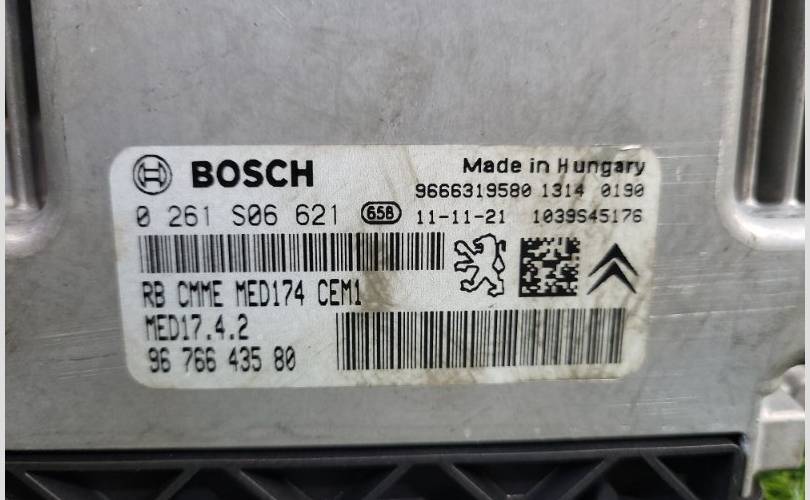 BOSCH
Made in Hungary
9666319580 1314 0190
0 261 S06 621 658 11-11-21 1039S45176
RB CMME MED174 CEM1
MED17.4.2
96 766 435 80